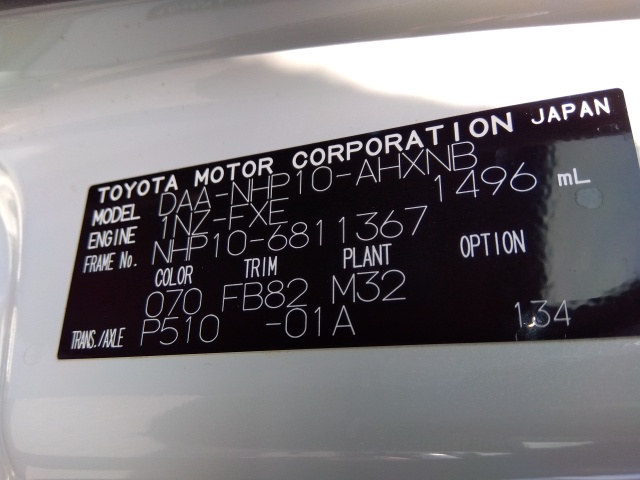 TOYOTA MOTOR CORPORATION JAPAN
MODEL DAA-NHP10-AHXNB
ENGINE 1NZ-FXE 1496 mL
FRAME No. NHP10-6811367
COLOR TRIM PLANT OPTION
070 FB82 M32
TRANS./AXLE P510 -01A 134